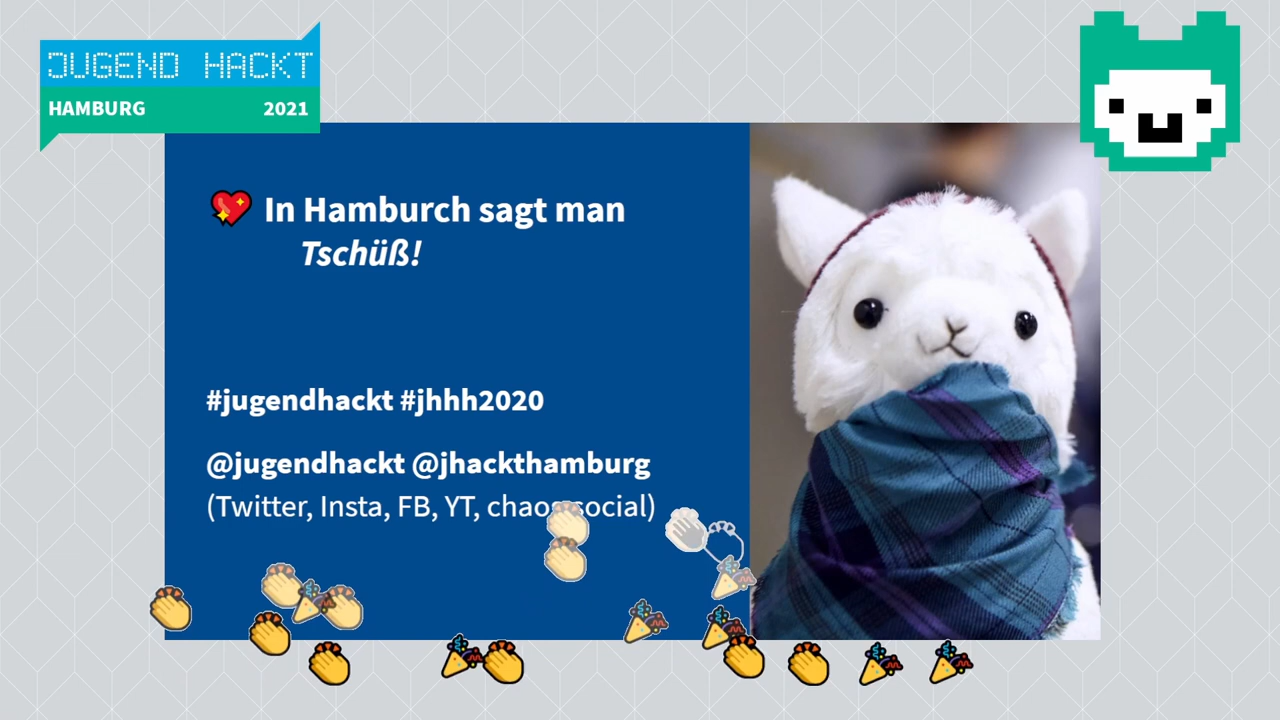 JUGEND HACKT
HAMBURG 2021
In Hamburch sagt man
Tschüß!
#jugendhackt #jhhh2020
@jugendhackt @jhackthamburg
(Twitter, Insta, FB, YT, chaos.social)